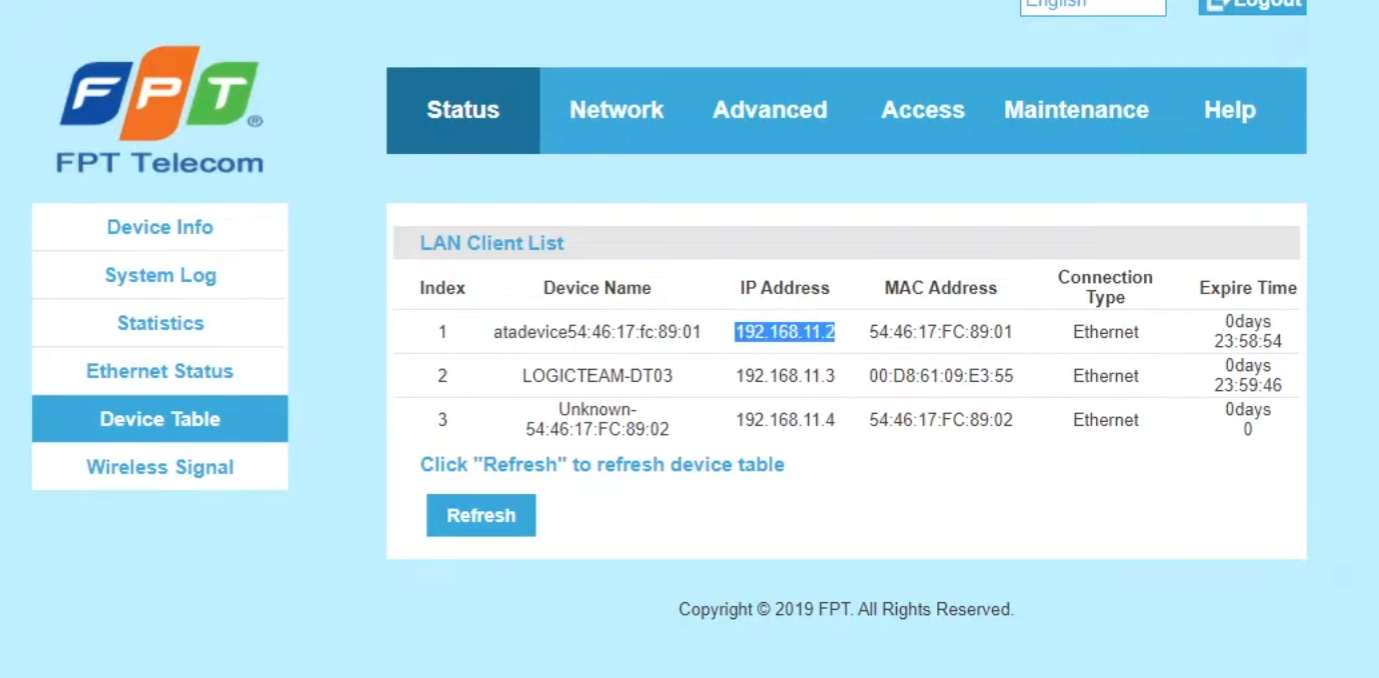 English
Logout
FPT®
FPT Telecom
Status Network Advanced Access Maintenance Help
Device Info
System Log
Statistics
Ethernet Status
Device Table
Wireless Signal
LAN Client List
Index Device Name IP Address MAC Address Connection Type Expire Time
1 atadevice54:46:17:fc:89:01 192.168.11.2 54:46:17:FC:89:01 Ethernet 0days 23:58:54
2 LOGICTEAM-DT03 192.168.11.3 00:D8:61:09:E3:55 Ethernet 0days 23:59:46
3 Unknown-54:46:17:FC:89:02 192.168.11.4 54:46:17:FC:89:02 Ethernet 0days 0
Click "Refresh" to refresh device table
Refresh
Copyright © 2019 FPT. All Rights Reserved.